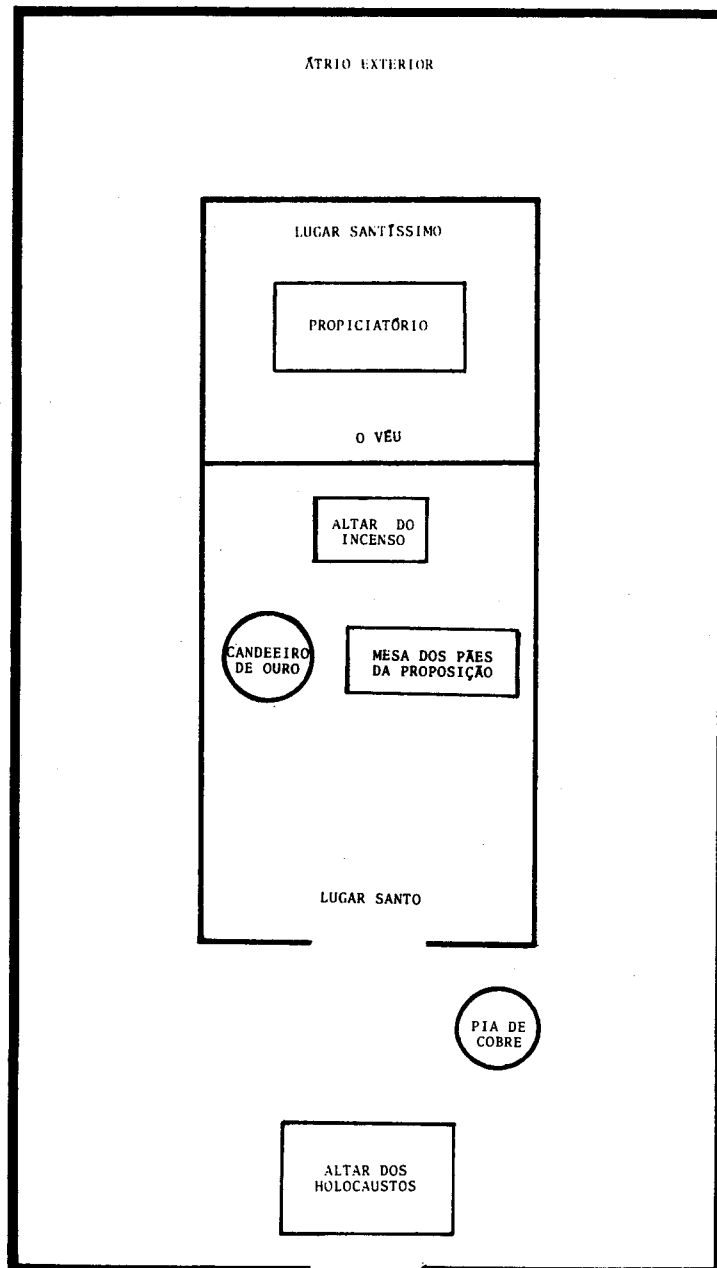 ÁTRIO EXTERIOR
LUGAR SANTÍSSIMO
PROPICIATÓRIO
O VÉU
ALTAR DO
INCENSO
CANDEEIRO
DE OURO
MESA DOS PÃES
DA PROPOSIÇÃO
LUGAR SANTO
PIA DE
COBRE
ALTAR DOS
HOLOCAUSTOS